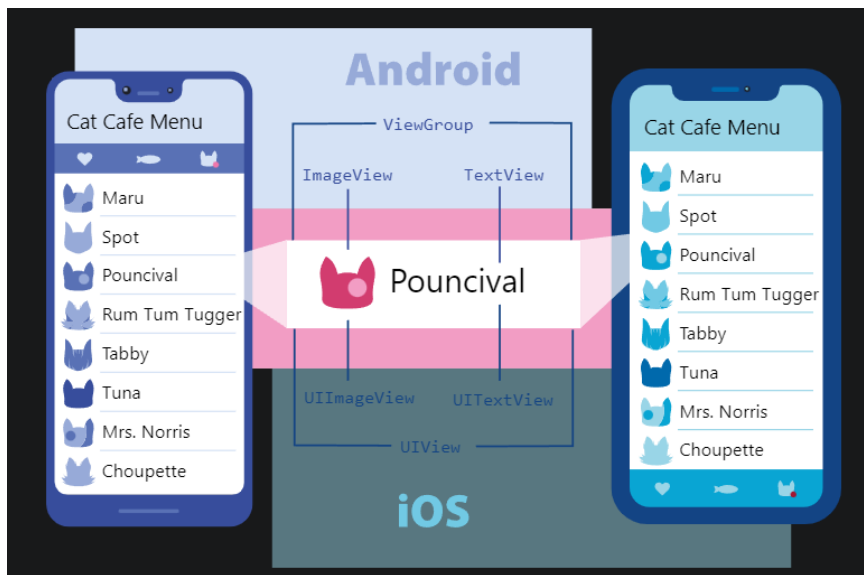 Android
Cat Cafe Menu
Maru
Spot
Pouncival
Rum Tum Tugger
Tabby
Tuna
Mrs. Norris
Choupette
ViewGroup
ImageView
TextView
Pouncival
UIImageView
UITextView
UIView
iOS
Cat Cafe Menu
Maru
Spot
Pouncival
Rum Tum Tugger
Tabby
Tuna
Mrs. Norris
Choupette